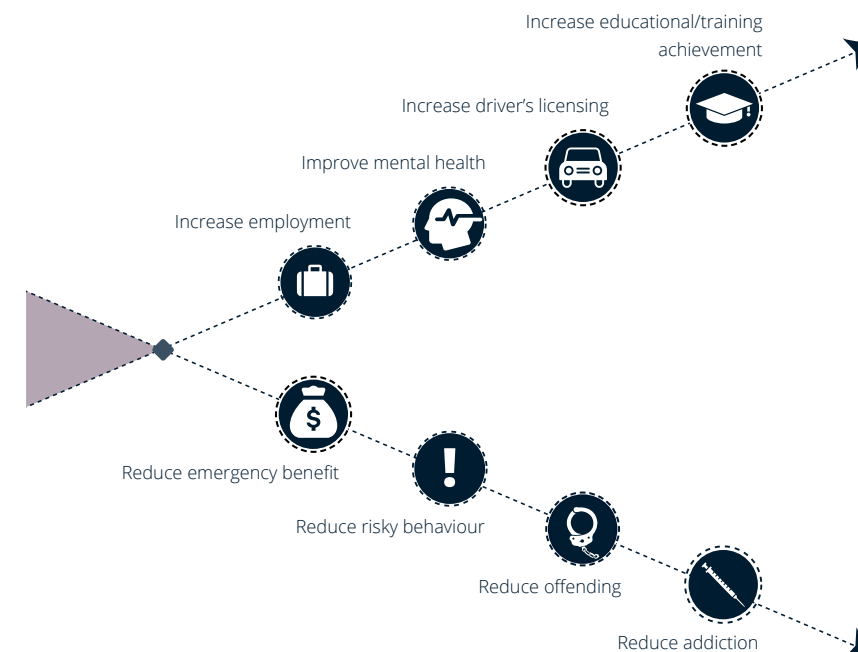 Increase educational/training
achievement
Increase driver’s licensing
Improve mental health
Increase employment
$
Reduce emergency benefit
Reduce risky behaviour
Reduce offending
Reduce addiction